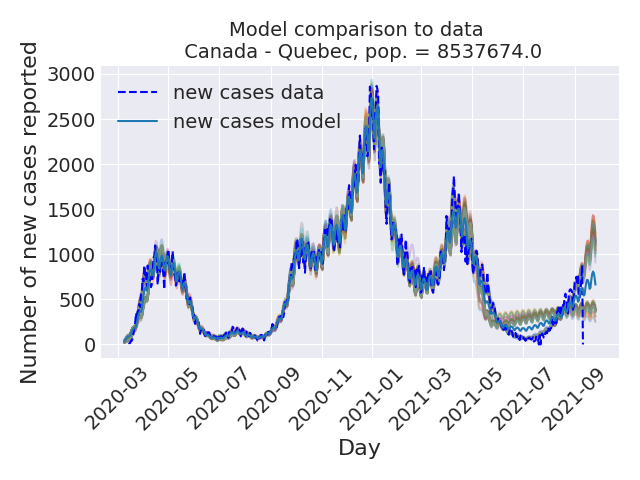 Model comparison to data
Canada - Quebec, pop. = 8537674.0
Number of new cases reported
3000
2500
2000
1500
1000
500
0
new cases data
new cases model
2020-03
2020-05
2020-07
2020-09
2020-11
2021-01
2021-03
2021-05
2021-07
2021-09
Day